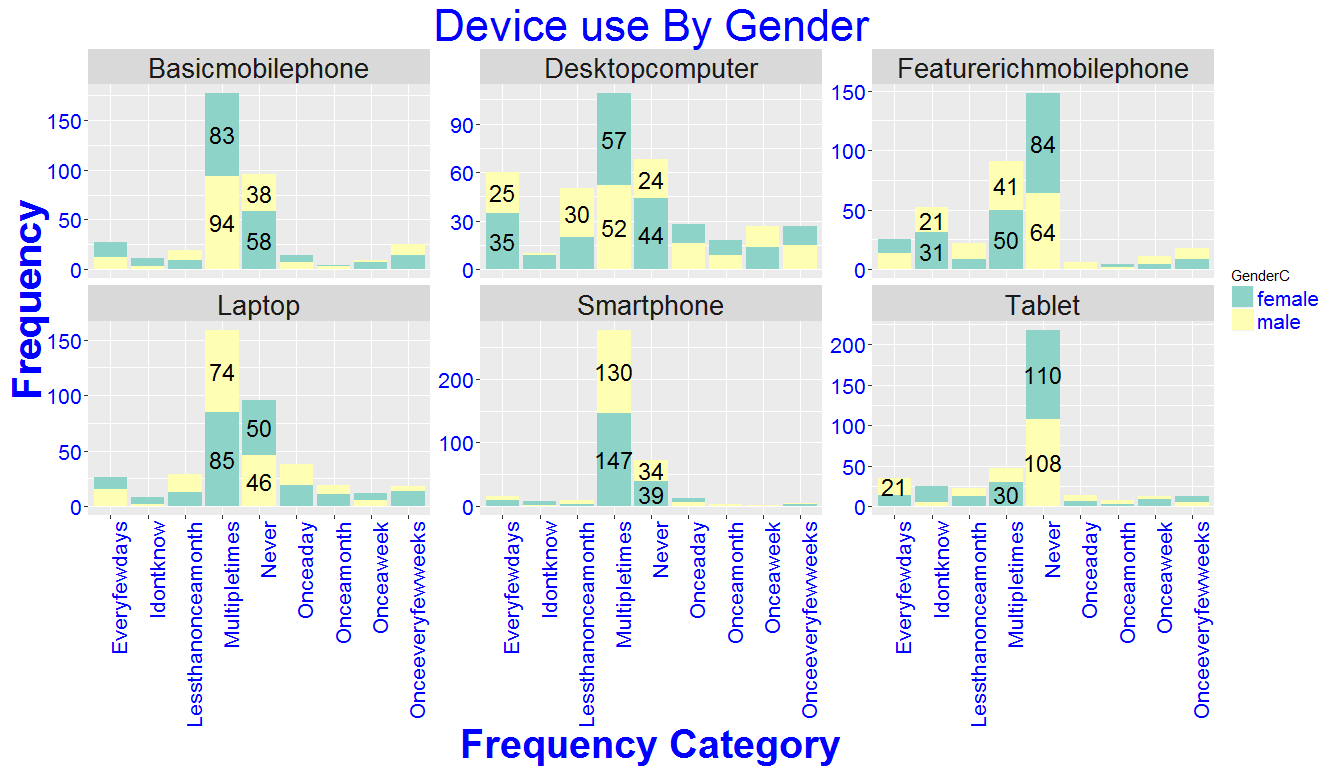 Device use By Gender
Basicmobilephone
Desktopcomputer
Featurerichmobilephone
150
100
50
0
83
94
38
58
90
60
30
0
25
35
30
57
52
24
44
150
100
50
0
21
31
41
50
84
64
Frequency
Laptop
Smartphone
Tablet
150
100
50
0
74
85
50
46
200
100
0
130
147
34
39
200
150
100
50
0
21
30
110
108
Everyfewdays
Idontknow
Lessthanonceamonth
Multipletimes
Never
Onceaday
Onceamonth
Onceaweek
Onceeveryfewweeks
Everyfewdays
Idontknow
Lessthanonceamonth
Multipletimes
Never
Onceaday
Onceamonth
Onceaweek
Onceeveryfewweeks
Everyfewdays
Idontknow
Lessthanonceamonth
Multipletimes
Never
Onceaday
Onceamonth
Onceaweek
Onceeveryfewweeks
Frequency Category
GenderC
female
male